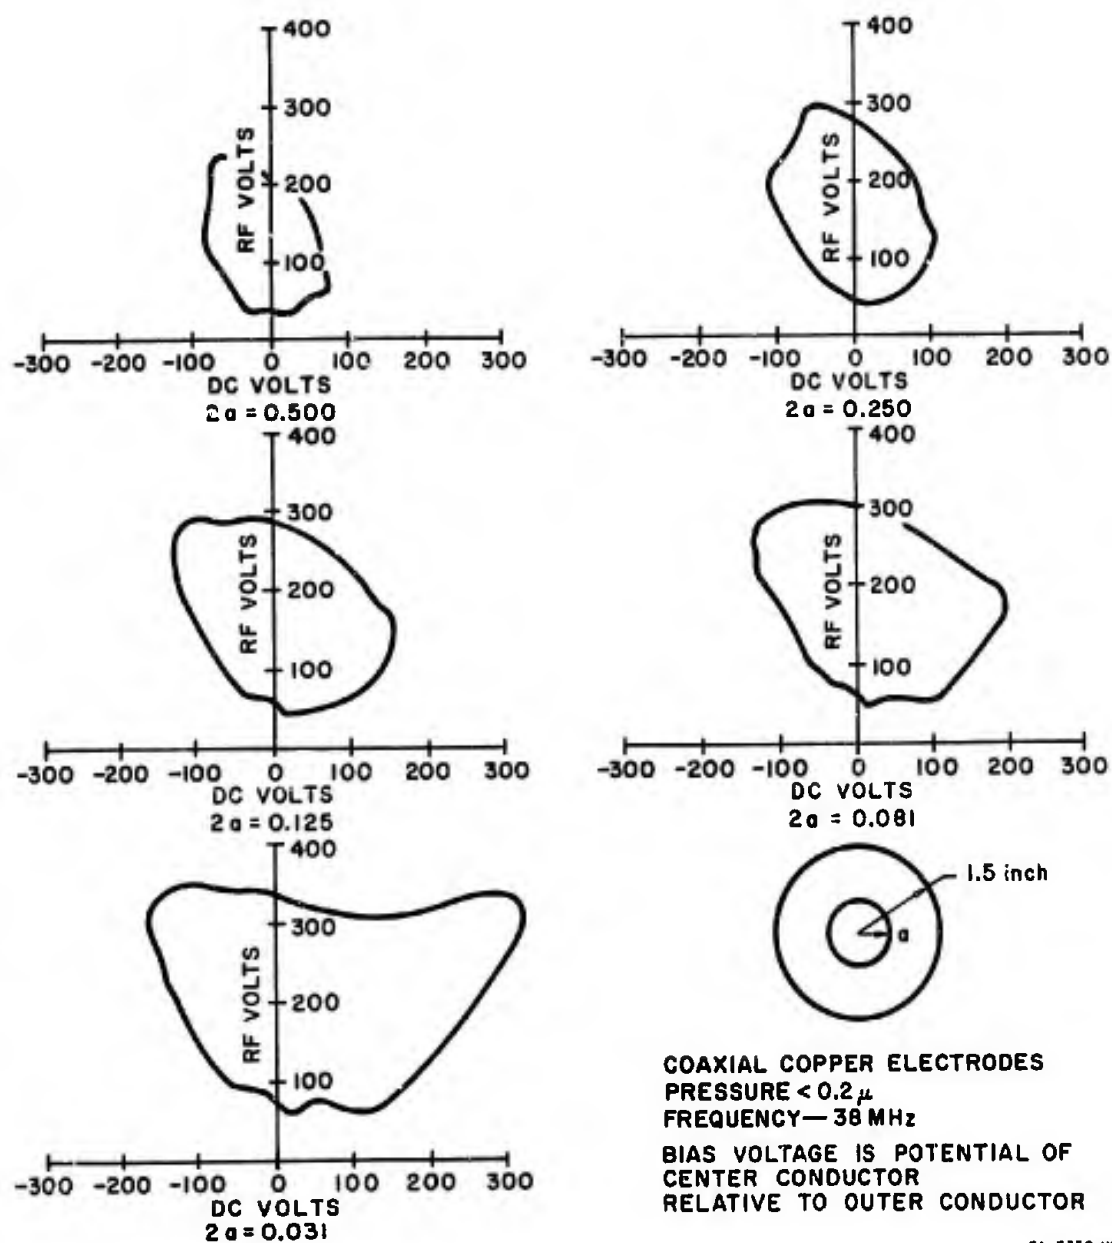 400
300
200
100
RF VOLTS
-300 -200 -100 0 100 200 300
DC VOLTS
2a = 0.500
400
300
200
100
RF VOLTS
-300 -200 -100 0 100 200 300
DC VOLTS
2a = 0.250
400
300
200
100
RF VOLTS
-300 -200 -100 0 100 200 300
DC VOLTS
2a = 0.125
400
300
200
100
RF VOLTS
-300 -200 -100 0 100 200 300
DC VOLTS
2a = 0.081
400
300
200
100
RF VOLTS
-300 -200 -100 0 100 200 300
DC VOLTS
2a = 0.031
1.5 inch
a
COAXIAL COPPER ELECTRODES
PRESSURE < 0.2 μ
FREQUENCY — 38 MHz
BIAS VOLTAGE IS POTENTIAL OF
CENTER CONDUCTOR
RELATIVE TO OUTER CONDUCTOR